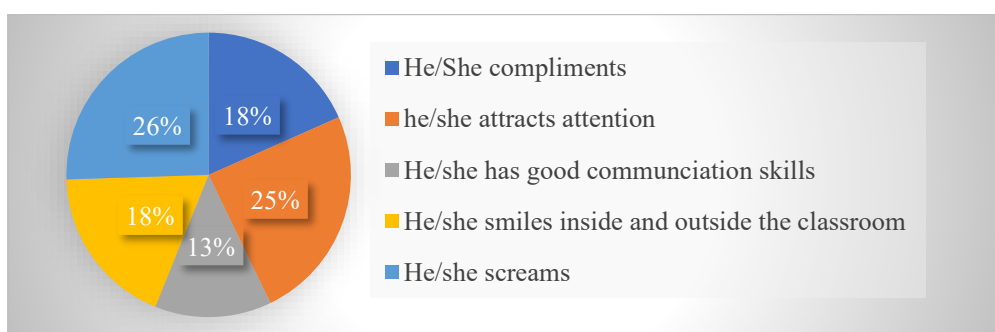 18%
25%
13%
18%
26%
He/She compliments
he/she attracts attention
He/she has good communciation skills
He/she smiles inside and outside the classroom
He/she screams